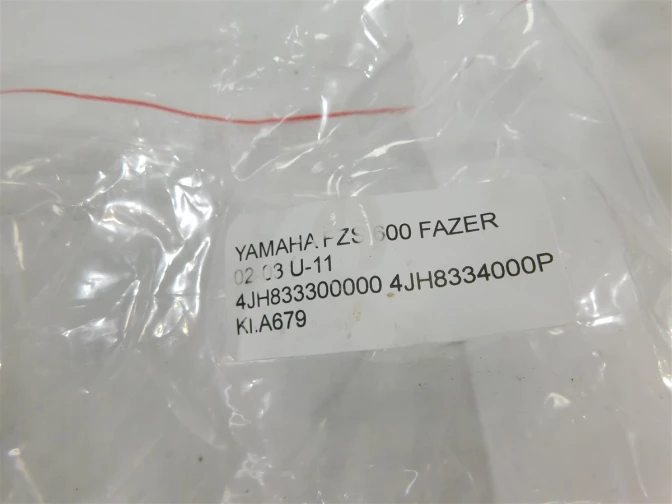 YAMAHA FZS 600 FAZER
02 03 U-11
4JH833300000 4JH8334000P
KI.A679